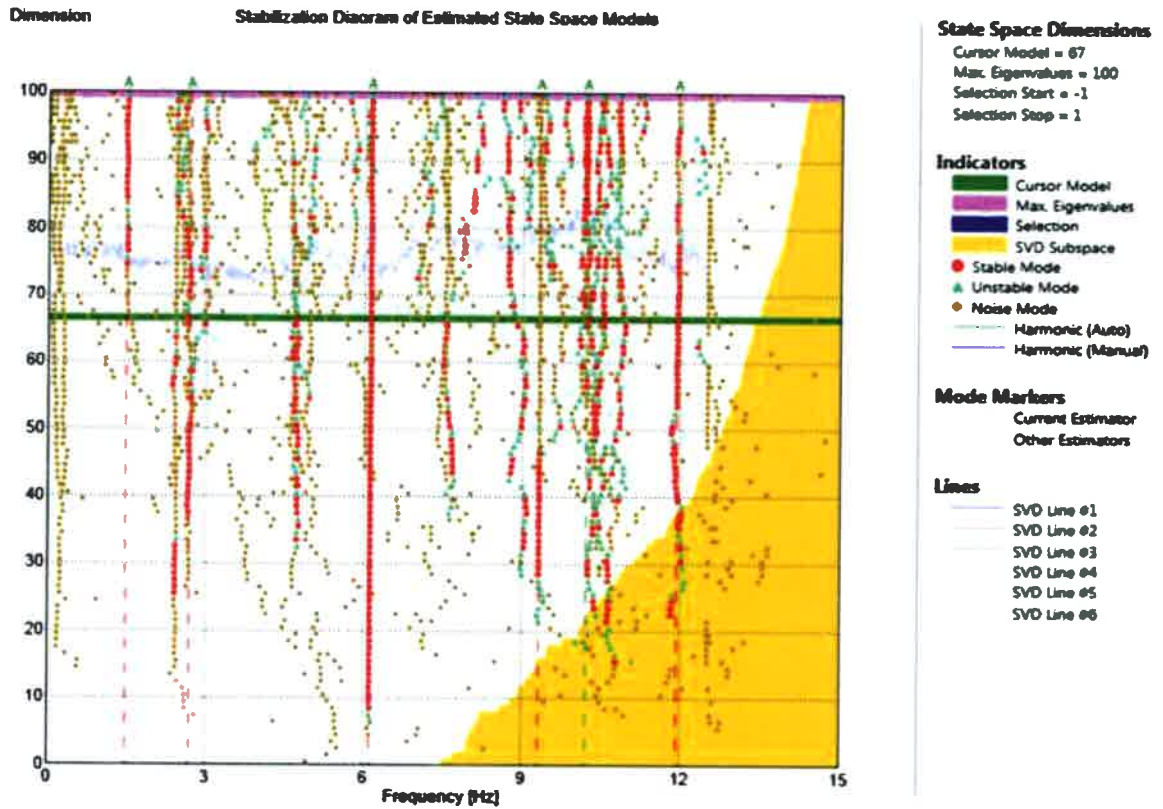 Dimension
Stabilization Diagram of Estimated State Space Models
A A A A A A
100
90
80
70
60
50
40
30
20
10
0
0 3 6 9 12 15
Frequency [Hz]
State Space Dimensions
Cursor Model = 67
Max. Eigenvalues = 100
Selection Start = -1
Selection Stop = 1
Indicators
Cursor Model
Max. Eigenvalues
Selection
SVD Subspace
Stable Mode
Unstable Mode
Noise Mode
Harmonic (Auto)
Harmonic (Manual)
Mode Markers
Current Estimator
Other Estimators
Lines
SVD Line #1
SVD Line #2
SVD Line #3
SVD Line #4
SVD Line #5
SVD Line #6